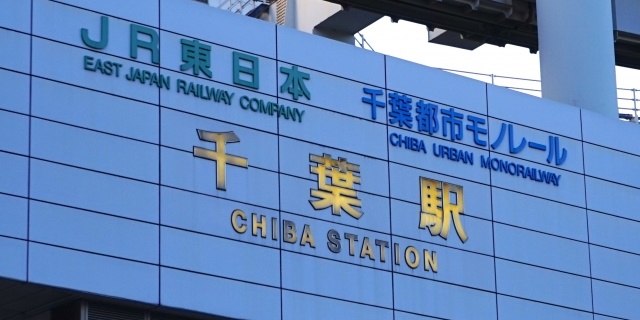 JR東日本
EAST JAPAN RAILWAY COMPANY
千葉都市モノレール
CHIBA URBAN MONORAILWAY
千葉駅
CHIBA STATION